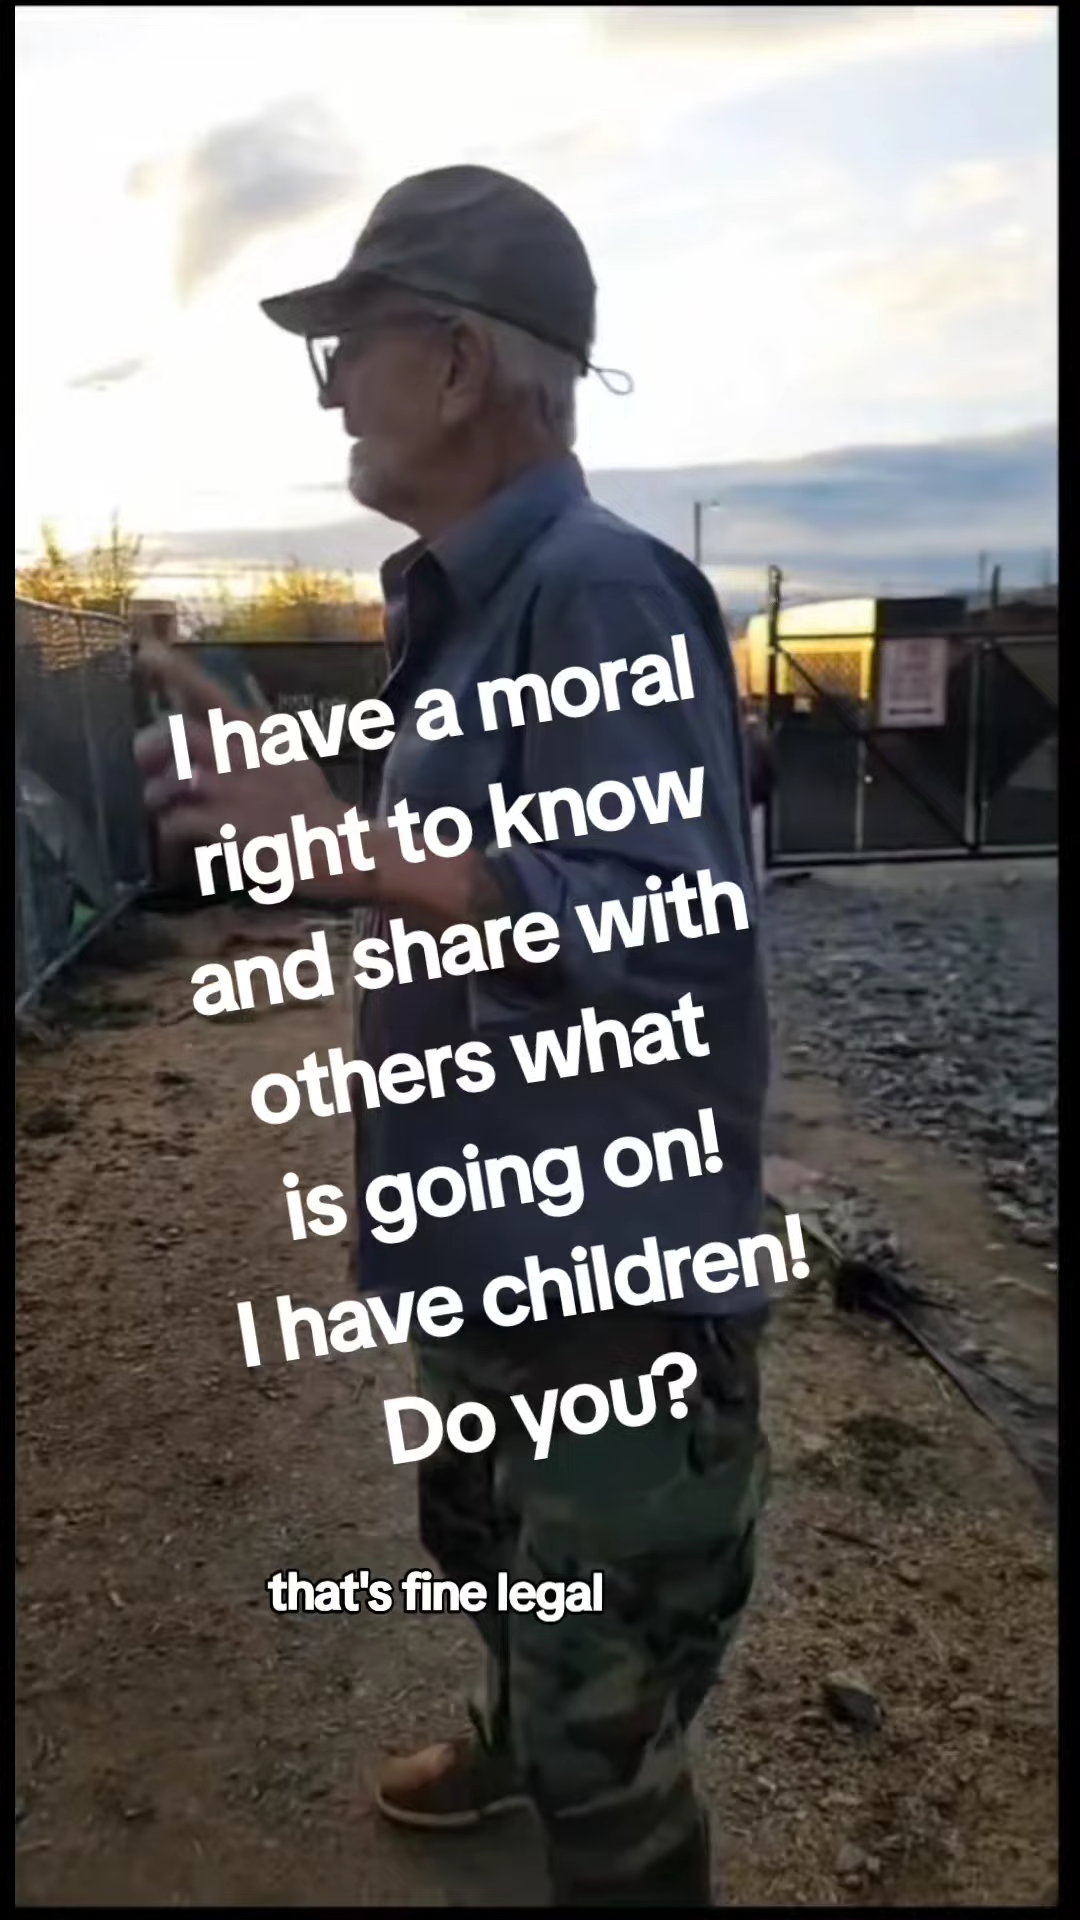 I have a moral
right to know
and share with
others what
is going on!
I have children!
Do you?
that's fine legal